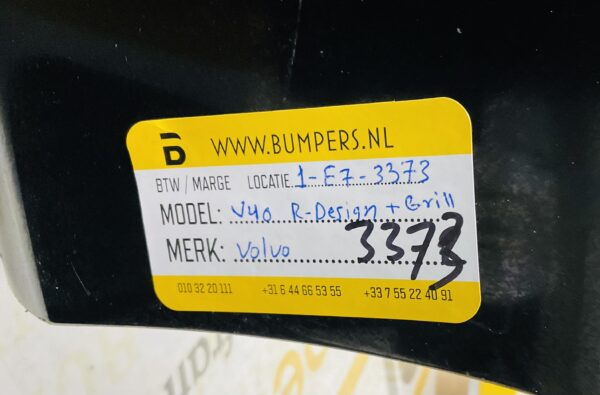 WWW.BUMPERS.NL
BTW / MARGE LOCATIE: 1-E7-3373
MODEL: V40 R-Design + Grill
MERK: Volvo 3373
010 32 20 111 +31 6 44 66 53 55 +33 7 55 22 40 91